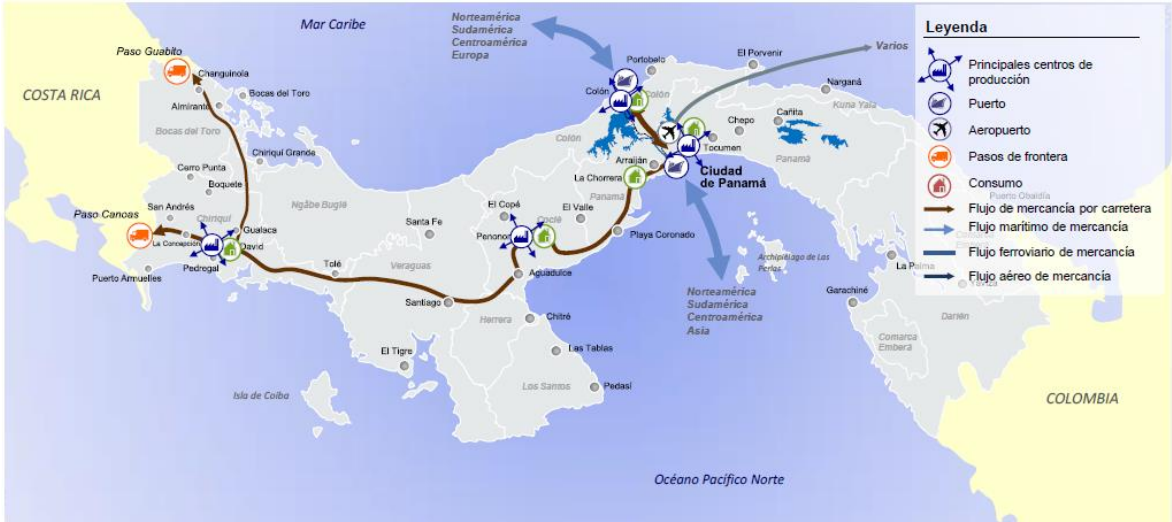 Mar Caribe
Norteamérica
Sudamérica
Centroamérica
Europa
Varios
Leyenda
Principales centros de
producción
Puerto
Aeropuerto
Pasos de frontera
Consumo
Flujo de mercancía por carretera
Flujo marítimo de mercancía
Flujo ferroviario de mercancía
Flujo aéreo de mercancía
Paso Guabito
Changuinola
COSTA RICA
Almirante
Bocas del Toro
Bocas del Toro
Chiriquí Grande
Cerro Punta
Boquete
San Andrés
Chiriquí
Gualaca
Paso Canoas
La Concepción
David
Pedregal
Puerto Armuelles
Ngäbe Buglé
Tolé
Santa Fe
Veraguas
Santiago
El Tigre
Isla de Coiba
El Copé
Coclé
Penonomé
El Valle
Aguadulce
Herrera
Chitré
Las Tablas
Los Santos
Pedasí
Portobelo
Colón
Colón
Colón
El Porvenir
Narganá
Kuna Yala
Cañita
Chepo
Tocumen
Panamá
Arraiján
La Chorrera
Panamá
Ciudad
de Panamá
Playa Coronado
Archipiélago de Las
Perlas
Norteamérica
Sudamérica
Centroamérica
Asia
Puerto Obaldía
La Palma
Yaviza
Garachiné
Darién
Comarca
Emberá
COLOMBIA
Océano Pacífico Norte